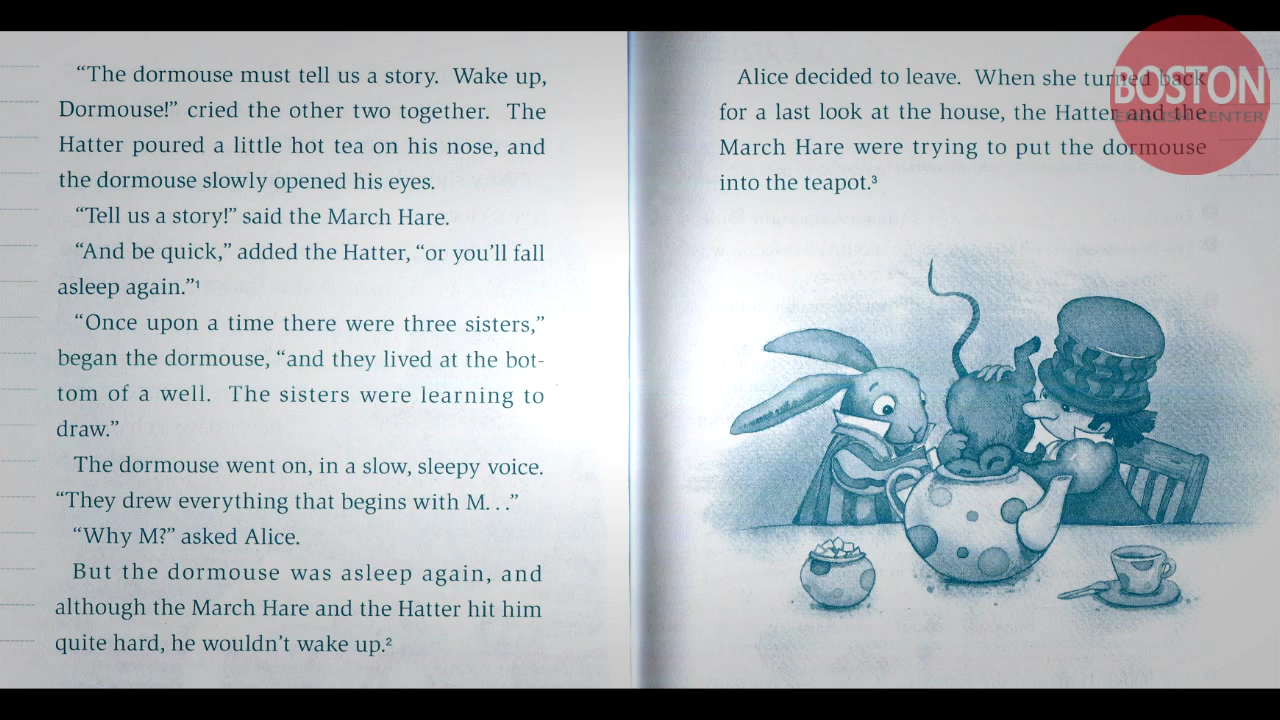 “The dormouse must tell us a story. Wake up,
Dormouse!” cried the other two together. The
Hatter poured a little hot tea on his nose, and
the dormouse slowly opened his eyes.
“Tell us a story!” said the March Hare.
“And be quick,” added the Hatter, “or you’ll fall
asleep again.”¹
“Once upon a time there were three sisters,”
began the dormouse, “and they lived at the bot-
tom of a well. The sisters were learning to
draw.”
The dormouse went on, in a slow, sleepy voice.
“They drew everything that begins with M. . .”
“Why M?” asked Alice.
But the dormouse was asleep again, and
although the March Hare and the Hatter hit him
quite hard, he wouldn’t wake up.²
Alice decided to leave. When she turned back
for a last look at the house, the Hatter and the
March Hare were trying to put the dormouse
into the teapot.³
BOSTON
ENGLISH CENTER